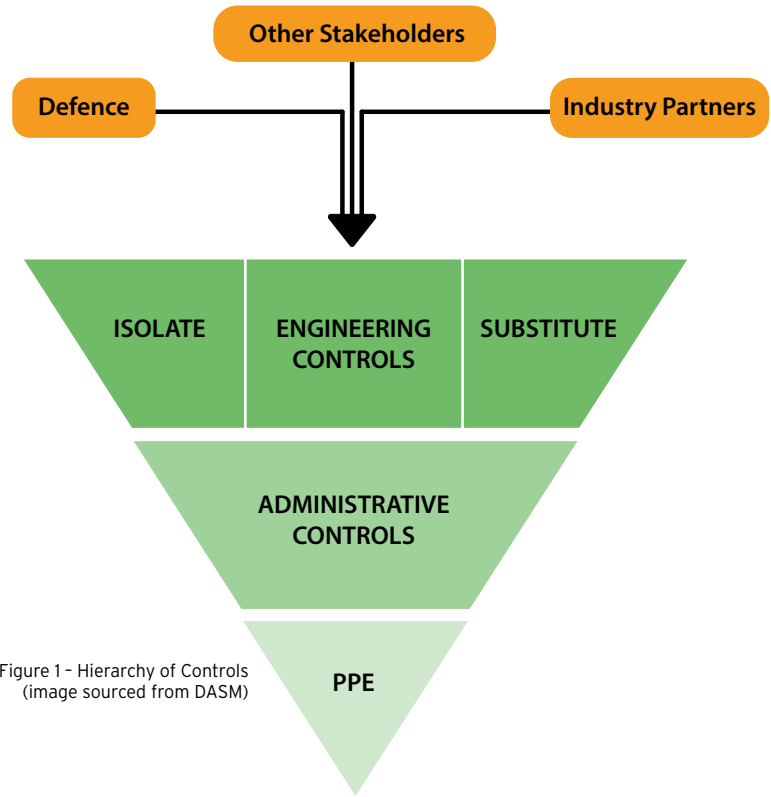 Other Stakeholders
Defence
Industry Partners
ISOLATE
ENGINEERING
CONTROLS
SUBSTITUTE
ADMINISTRATIVE
CONTROLS
Figure 1 – Hierarchy of Controls
(image sourced from DASM)
PPE